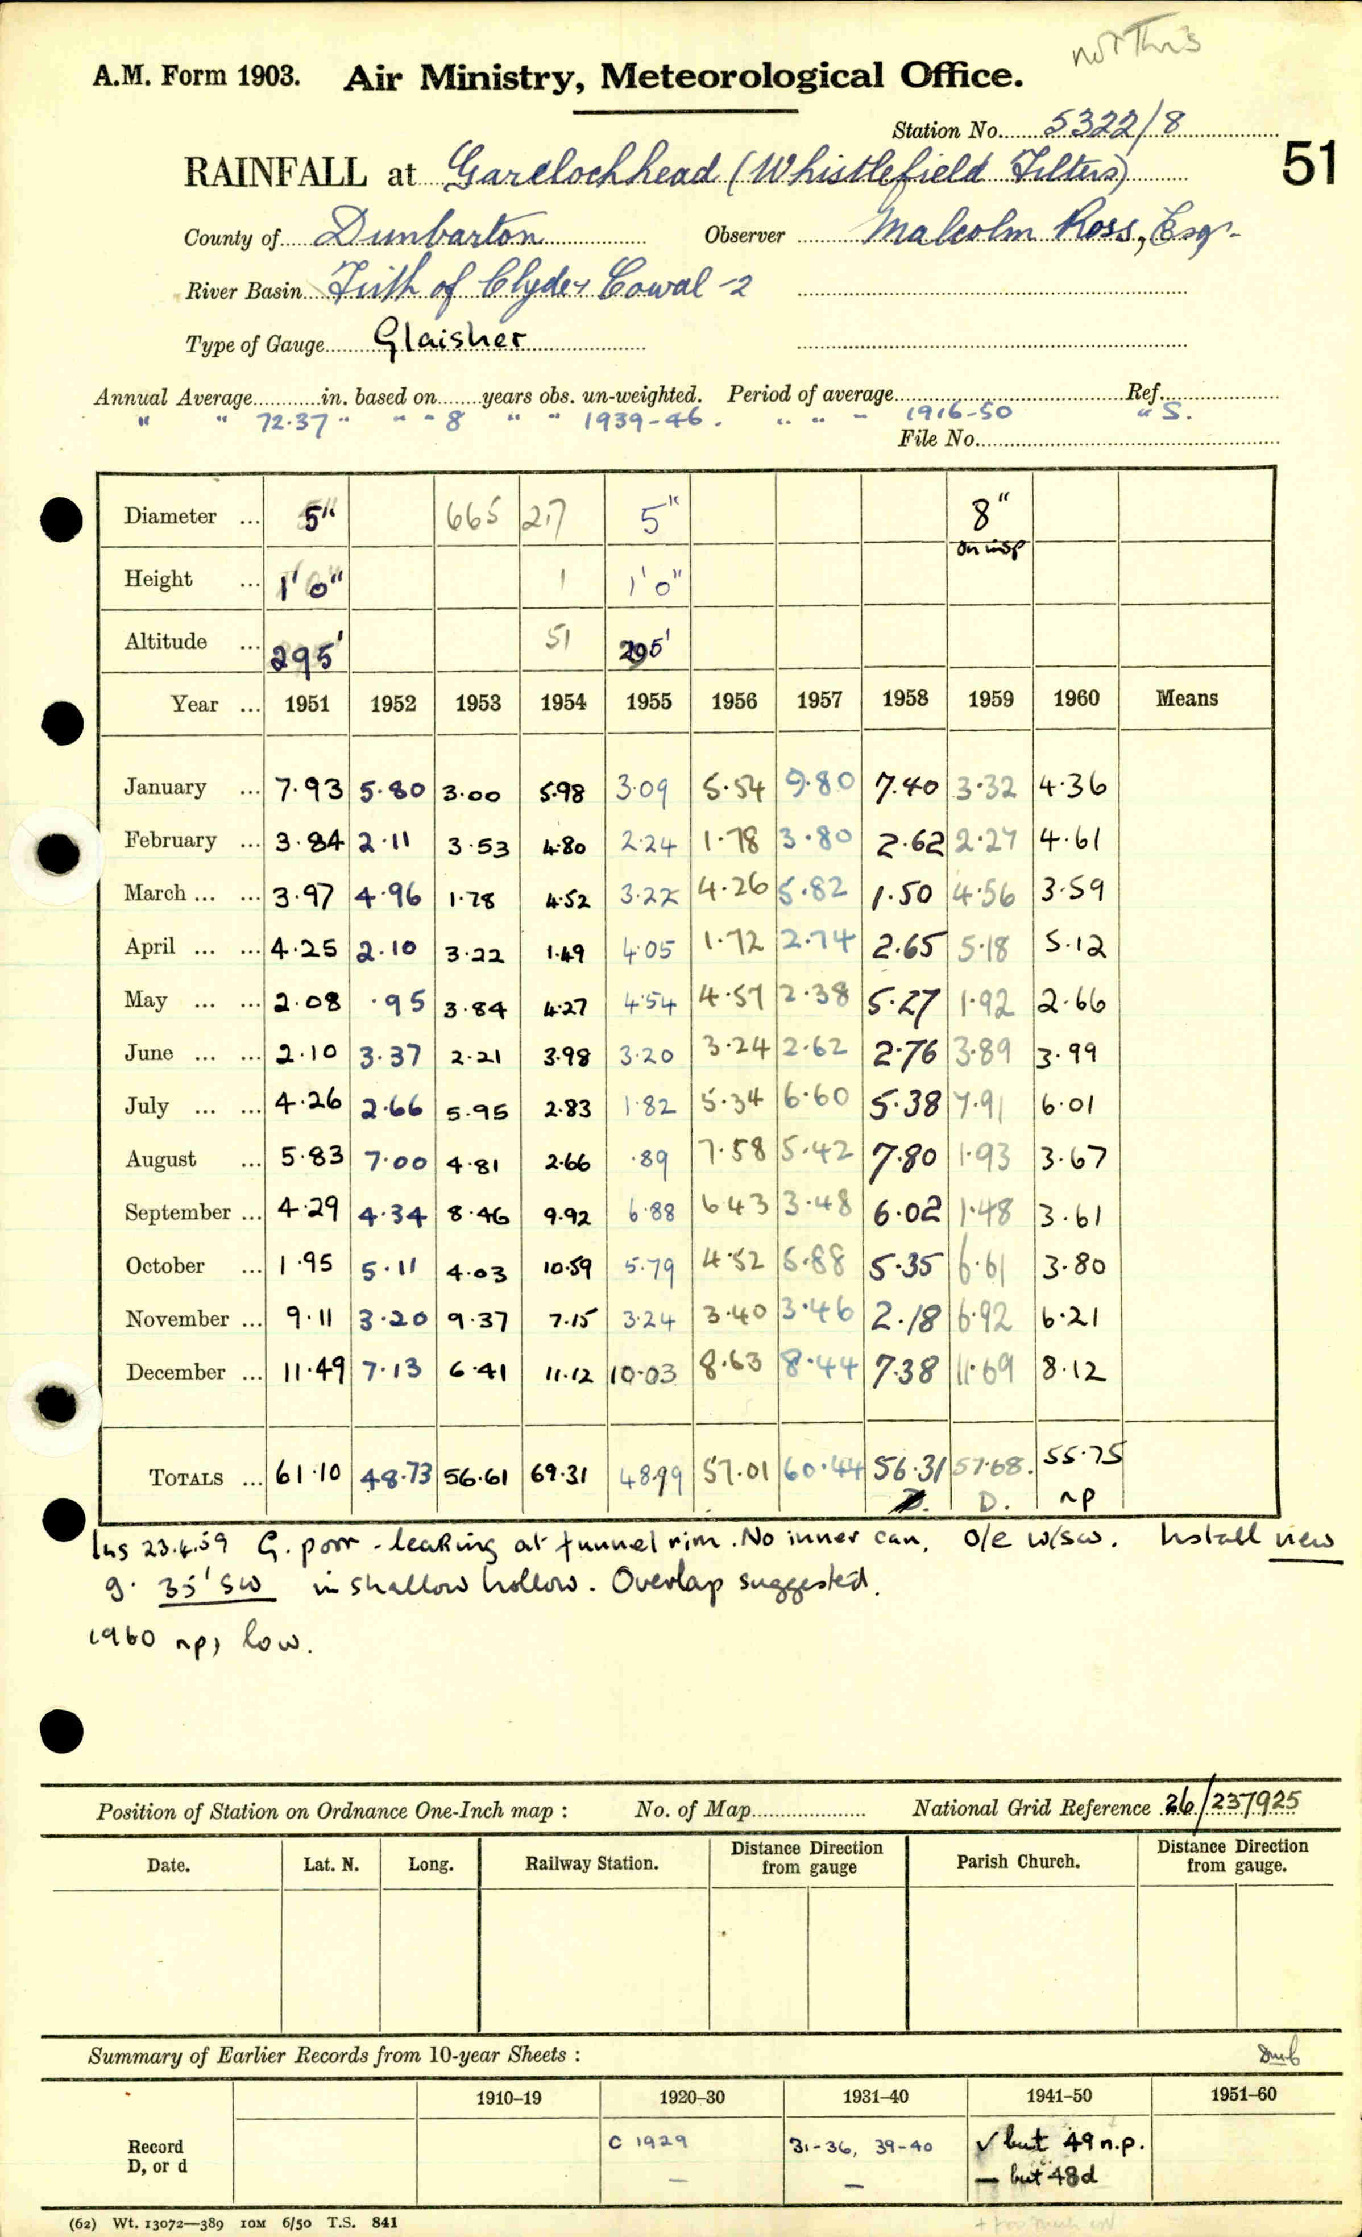 not This
A.M. Form 1903. Air Ministry, Meteorological Office.
Station No. 5322/8
51
RAINFALL at Garelochhead (Whistlefield Filters)
County of Dunbarton Observer Malcolm Ross, Esqr.
River Basin Firth of Clyde & Cowal -2
Type of Gauge Glaisher
Annual Average in. based on years obs. un-weighted. Period of average Ref.
" " 72.37 " " " 8 " " 1939-46. " " " 1916-50 " S.
File No.
Diameter ... 5" 665 217 5" 8" on insp
Height ... 1'0" 1 1'0"
Altitude ... 295' 51 295'
Year ... 1951 1952 1953 1954 1955 1956 1957 1958 1959 1960 Means
January ... 7.93 5.80 3.00 5.98 3.09 5.54 9.80 7.40 3.32 4.36
February ... 3.84 2.11 3.53 4.80 2.24 1.78 3.80 2.62 2.27 4.61
March ... ... 3.97 4.96 1.78 4.52 3.22 4.26 5.82 1.50 4.56 3.59
April ... ... 4.25 2.10 3.22 1.49 4.05 1.72 2.74 2.65 5.18 5.12
May ... ... 2.08 .95 3.84 4.27 4.54 4.57 2.38 5.27 1.92 2.66
June ... ... 2.10 3.37 2.21 3.98 3.20 3.24 2.62 2.76 3.89 3.99
July ... ... 4.26 2.66 5.95 2.83 1.82 5.34 6.60 5.38 7.91 6.01
August ... 5.83 7.00 4.81 2.66 .89 7.58 5.42 7.80 1.93 3.67
September ... 4.29 4.34 8.46 9.92 6.88 6.43 3.48 6.02 1.48 3.61
October ... 1.95 5.11 4.03 10.59 5.79 4.52 5.88 5.35 6.61 3.80
November ... 9.11 3.20 9.37 7.15 3.24 3.40 3.46 2.18 6.92 6.21
December ... 11.49 7.13 6.41 11.12 10.03 8.63 8.44 7.38 11.69 8.12
TOTALS ... 61.10 48.73 56.61 69.31 48.99 57.01 60.44 56.31 57.68. 55.75
D. D. np
Ins 23.4.59 G. poor - leaking at funnel rim. No inner can. o/e w/sw. Install new
g. 35' SW in shallow hollow. Overlap suggested.
1960 np, low.
Position of Station on Ordnance One-Inch map : No. of Map National Grid Reference 26/237925
Date. Lat. N. Long. Railway Station. Distance Direction from gauge Parish Church. Distance Direction from gauge.
Summary of Earlier Records from 10-year Sheets :
1910-19 1920-30 1931-40 1941-50 1951-60
Record D, or d
C 1929 31-36, 39-40 ✓ but 49 n.p.
— — — but 48d
(62) Wt. 13072—389 10M 6/50 T.S. 841